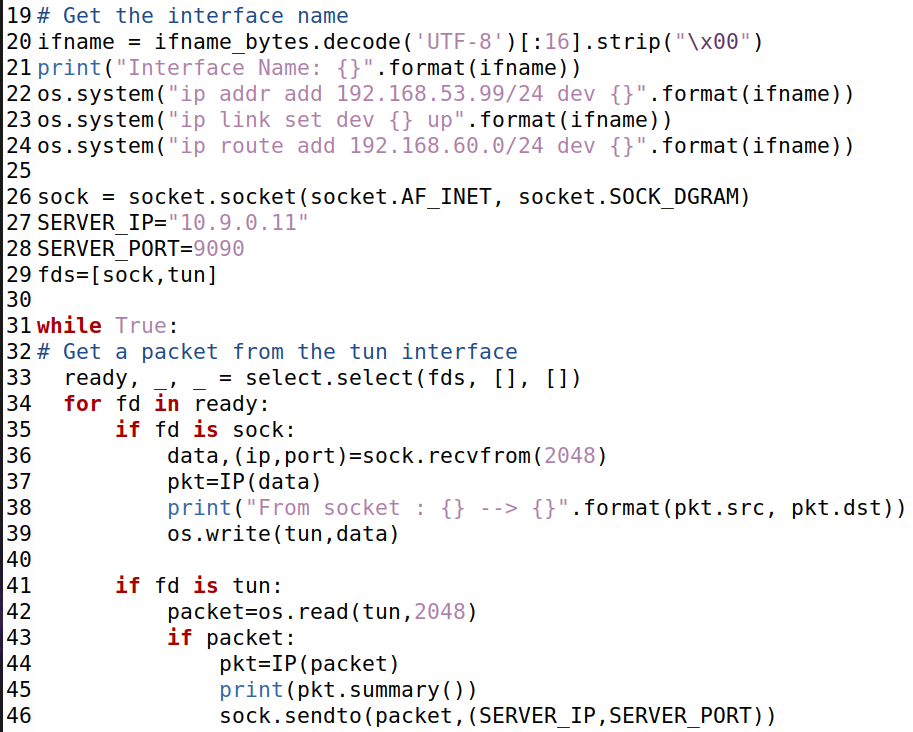 19 # Get the interface name
20 ifname = ifname_bytes.decode('UTF-8')[:16].strip("\x00")
21 print("Interface Name: {}".format(ifname))
22 os.system("ip addr add 192.168.53.99/24 dev {}".format(ifname))
23 os.system("ip link set dev {} up".format(ifname))
24 os.system("ip route add 192.168.60.0/24 dev {}".format(ifname))
25
26 sock = socket.socket(socket.AF_INET, socket.SOCK_DGRAM)
27 SERVER_IP="10.9.0.11"
28 SERVER_PORT=9090
29 fds=[sock,tun]
30
31 while True:
32 # Get a packet from the tun interface
33   ready, _, _ = select.select(fds, [], [])
34   for fd in ready:
35       if fd is sock:
36           data,(ip,port)=sock.recvfrom(2048)
37           pkt=IP(data)
38           print("From socket : {} --> {}".format(pkt.src, pkt.dst))
39           os.write(tun,data)
40
41       if fd is tun:
42           packet=os.read(tun,2048)
43           if packet:
44               pkt=IP(packet)
45               print(pkt.summary())
46               sock.sendto(packet,(SERVER_IP,SERVER_PORT))